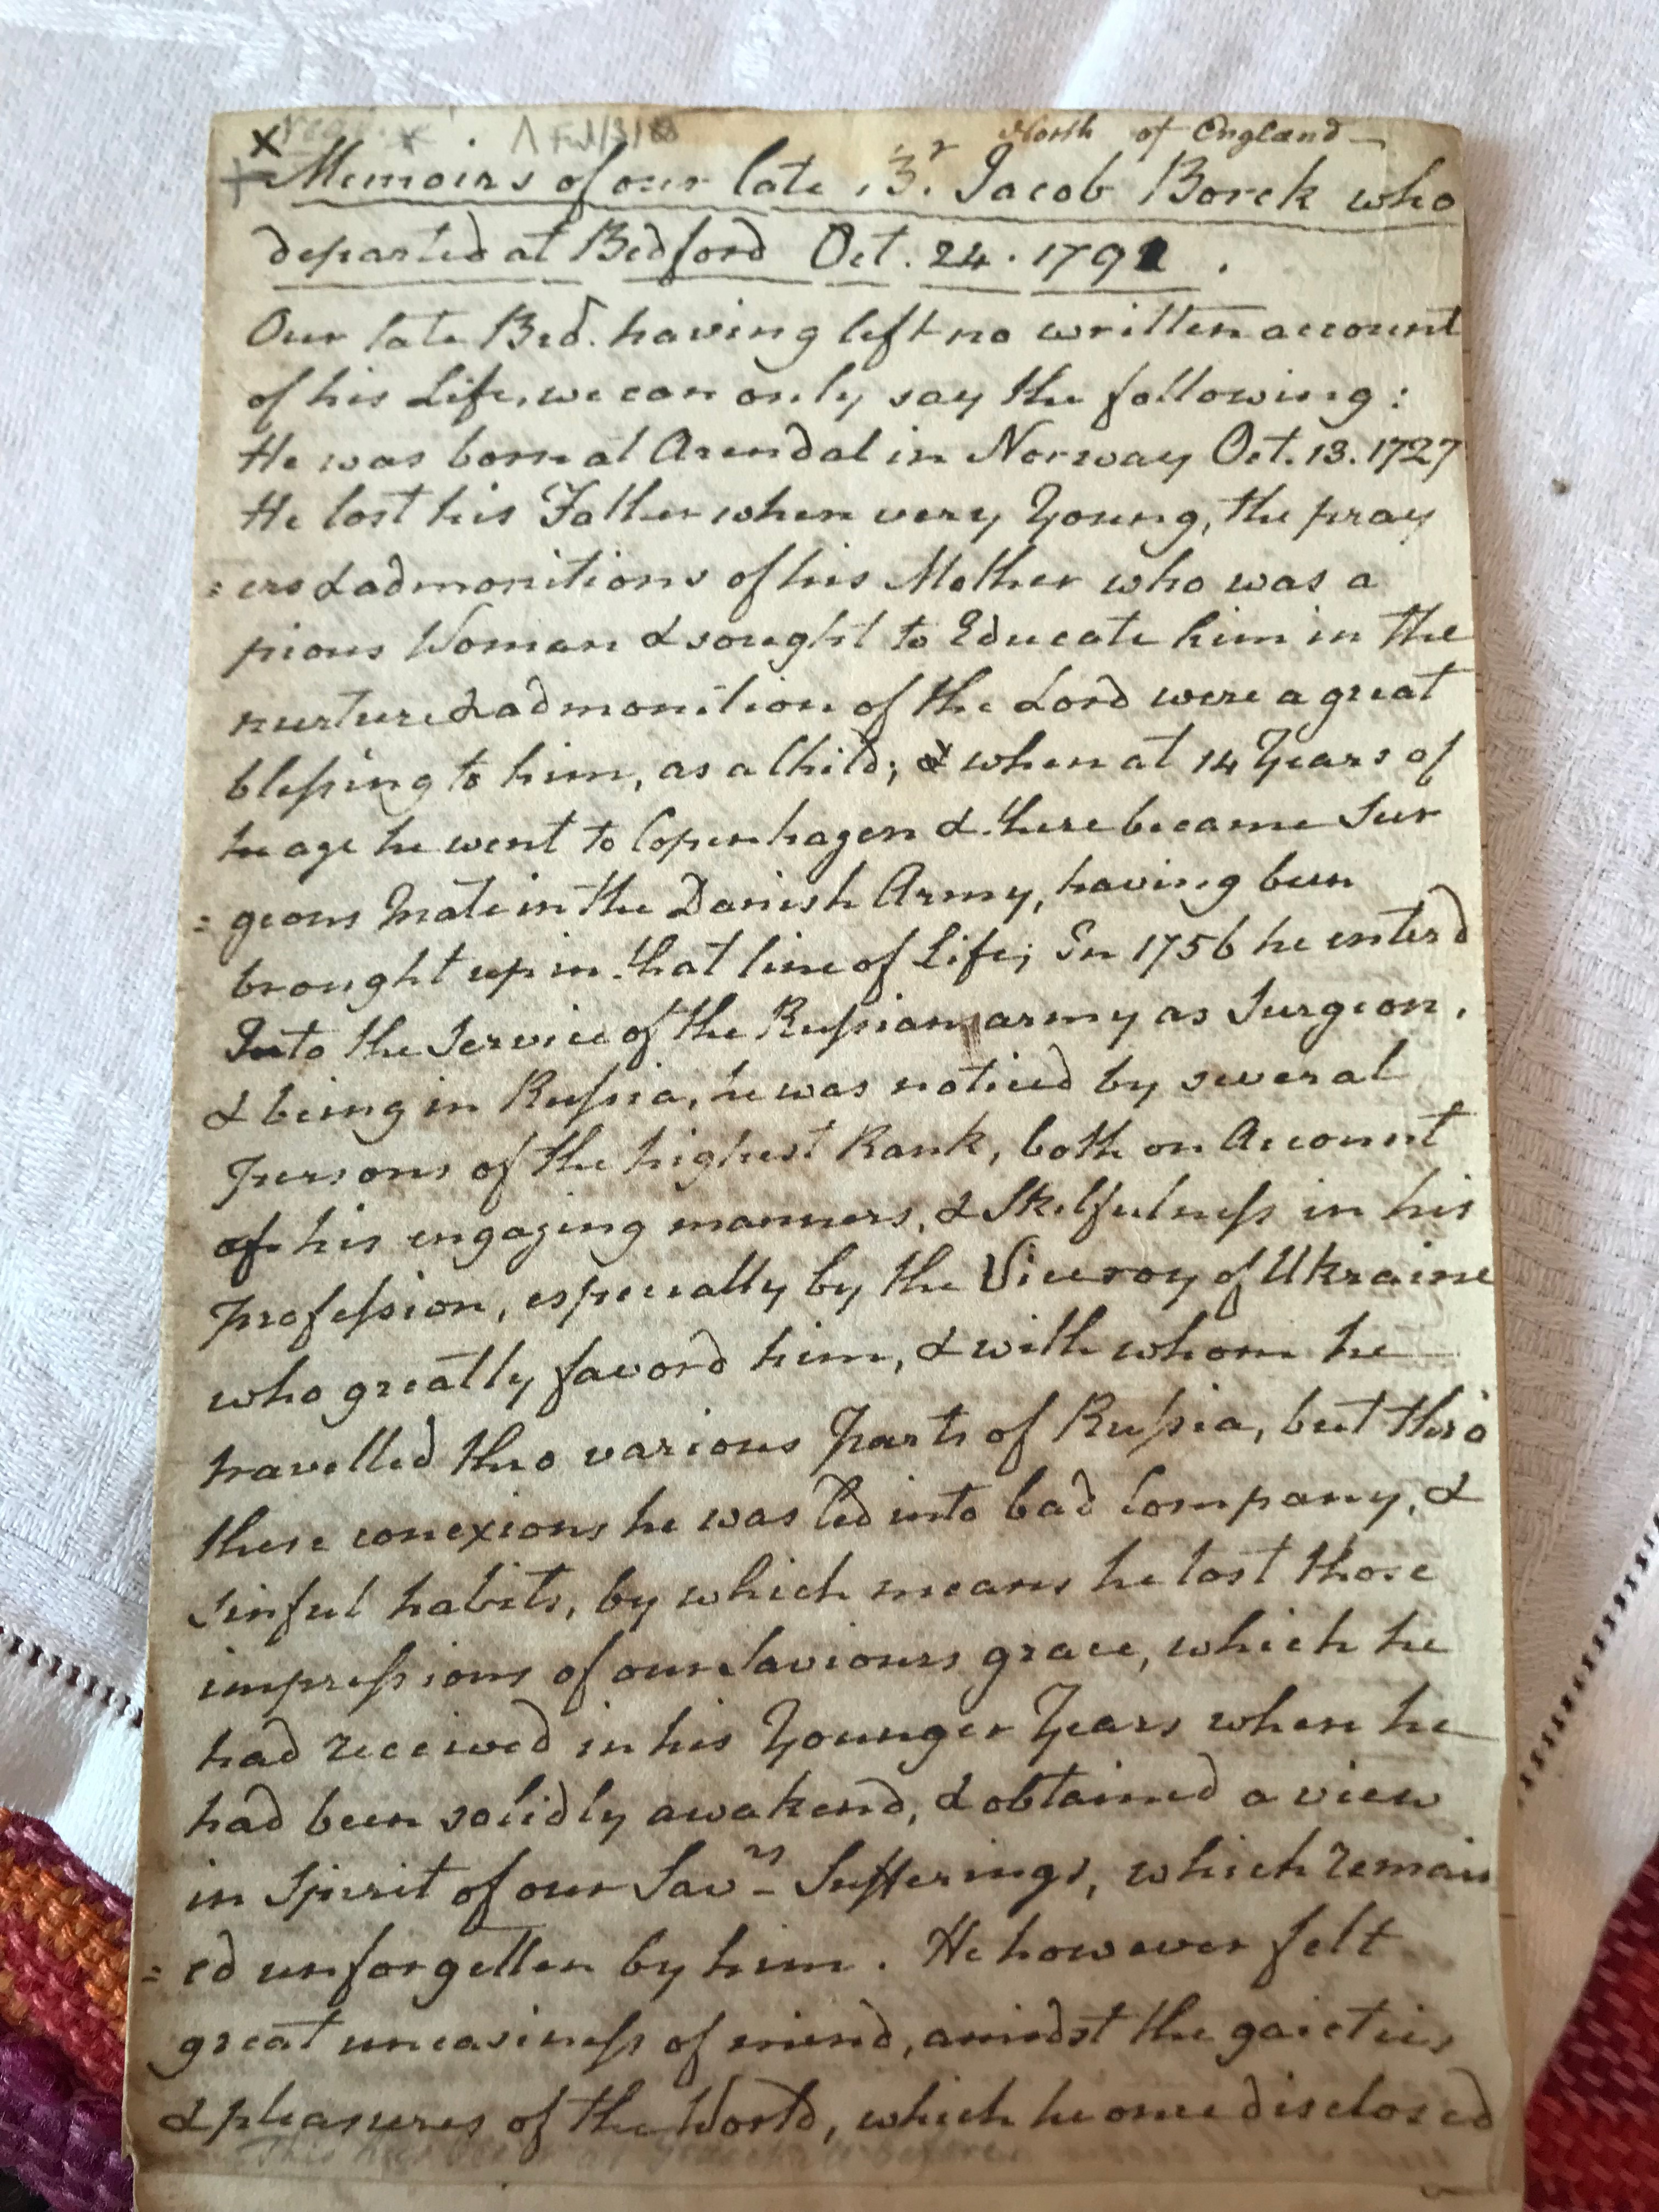 North of England
Memoirs of our late Br. Jacob Borck who
departed at Bedford Oct. 24. 1791.
Our late Brd. having left no written account
of his Life, we can only say the following:
He was born at Arendal in Norway Oct. 13. 1727
He lost his Father when very Young, the pray
=ers & admonitions of his Mother who was a
pious Woman & sought to Educate him in the
nurture & admonition of the Lord were a great
blessing to him, as a Child; & when at 14 Years of
age he went to Copenhagen & there became Sur
=geons Mate in the Danish Army, having been
brought up in that line of Life; In 1756 he enterd
Into the Service of the Russian army as Surgeon.
& being in Russia, he was noticed by several
persons of the highest Rank, both on Account
of his engaging manners, & Skilfulness in his
profession, especially by the Viceroy of Ukraine
who greatly favord him, & with whom he
travelled thro various Parts of Russia, but thro'
these conexions he was led into bad Company, &
sinful habits, by which means he lost those
impressions of our Saviours grace, which he
had received in his Younger Years when he
had been solidly awakend, & obtained a view
in Spirit of our Savrs Sufferings, which remain
=ed unforgotten by him. He however felt
great uneasiness of mind, amidst the gaieties
& pleasures of the World, which he once disclosed